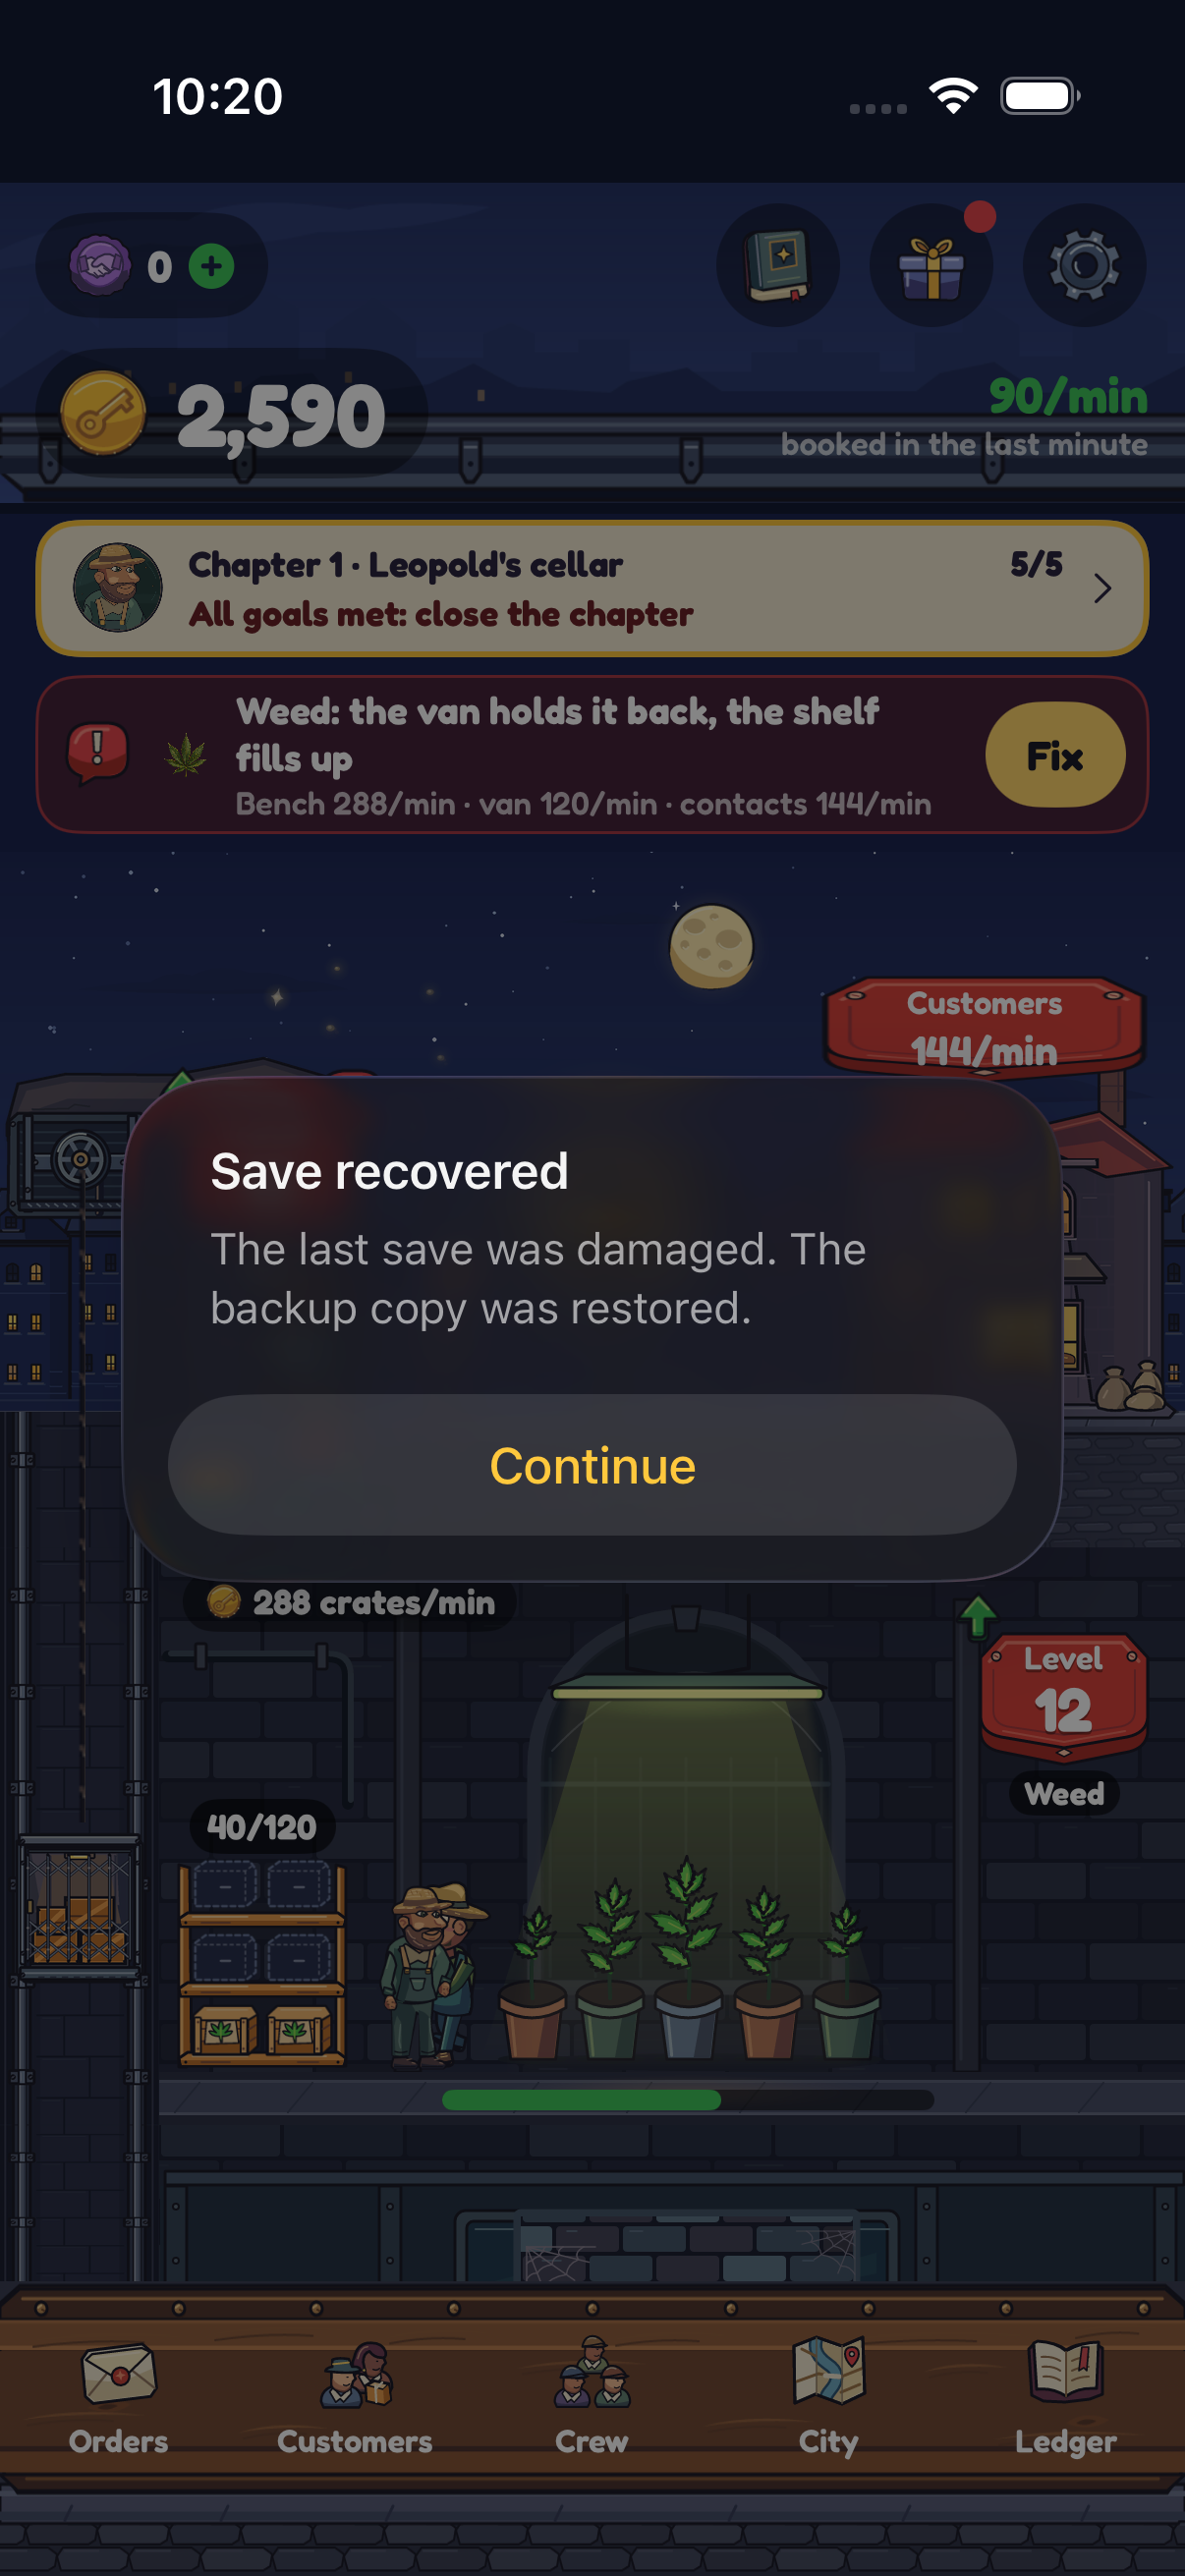 10:20
0
2,590
90/min
booked in the last minute
Chapter 1 · Leopold's cellar
5/5
All goals met: close the chapter
Weed: the van holds it back, the shelf
fills up
Fix
Bench 288/min · van 120/min · contacts 144/min
Customers
144/min
Save recovered
The last save was damaged. The
backup copy was restored.
Continue
288 crates/min
Level
12
Weed
40/120
Orders
Customers
Crew
City
Ledger